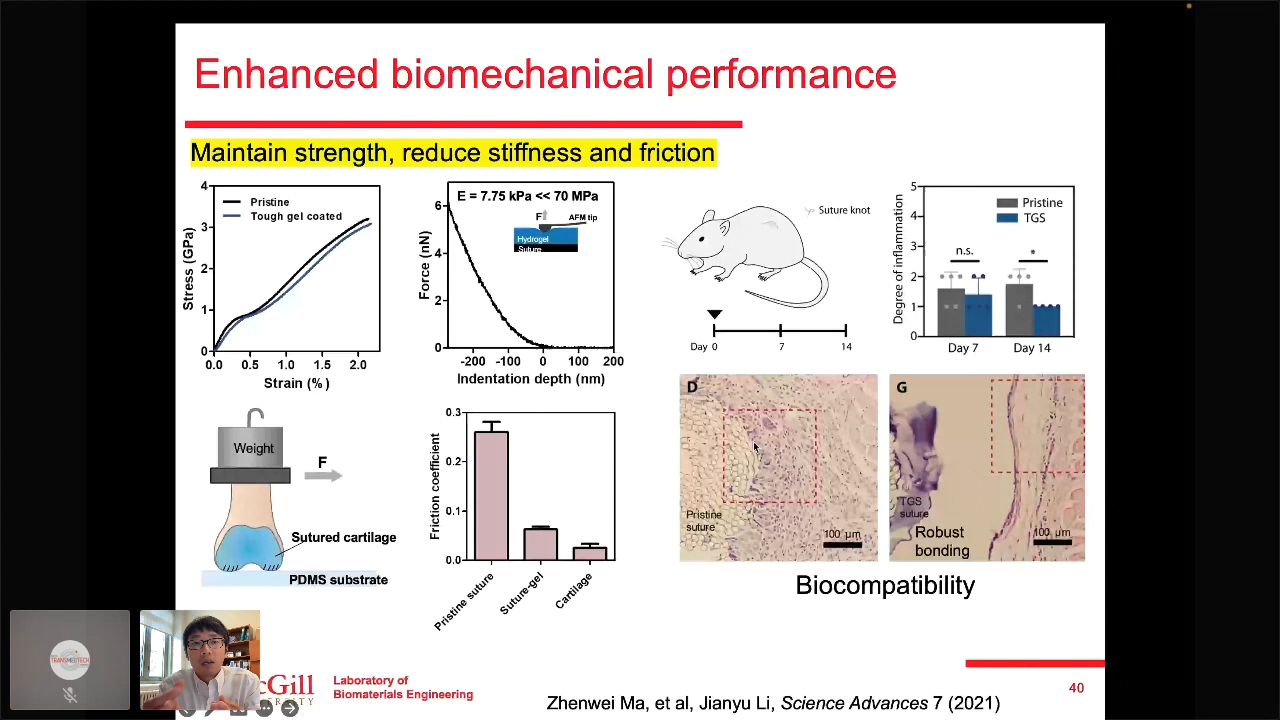 Enhanced biomechanical performance
Maintain strength, reduce stiffness and friction
4
3
2
1
0
Stress (GPa)
Pristine
Tough gel coated
0.0 0.5 1.0 1.5 2.0
Strain (%)
6
4
2
0
Force (nN)
E = 7.75 kPa << 70 MPa
F
AFM tip
Hydrogel
Suture
-200 -100 0 100 200
Indentation depth (nm)
Suture knot
Day 0 7 14
5
4
3
2
1
0
Degree of inflammation
Pristine
TGS
n.s.
*
Day 7 Day 14
Weight
F
Sutured cartilage
PDMS substrate
0.3
0.2
0.1
0.0
Friction coefficient
Pristine suture
Suture-gel
Cartilage
D
Pristine
suture
100 µm
G
TGS
suture
Robust
bonding
100 µm
Biocompatibility
TRANSMEDTECH
Laboratory of
Biomaterials Engineering
Zhenwei Ma, et al, Jianyu Li, Science Advances 7 (2021)
40